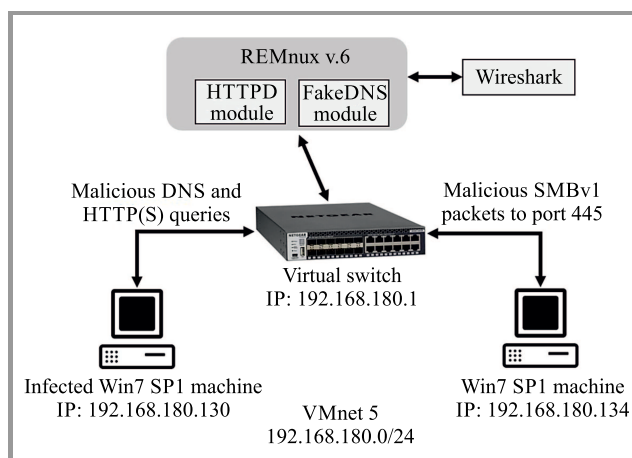 REMnux v.6
HTTPD
module
FakeDNS
module
Wireshark
Malicious DNS and
HTTP(S) queries
Malicious SMBv1
packets to port 445
NETGEAR
Virtual switch
IP: 192.168.180.1
Infected Win7 SP1 machine
IP: 192.168.180.130
Win7 SP1 machine
IP: 192.168.180.134
VMnet 5
192.168.180.0/24